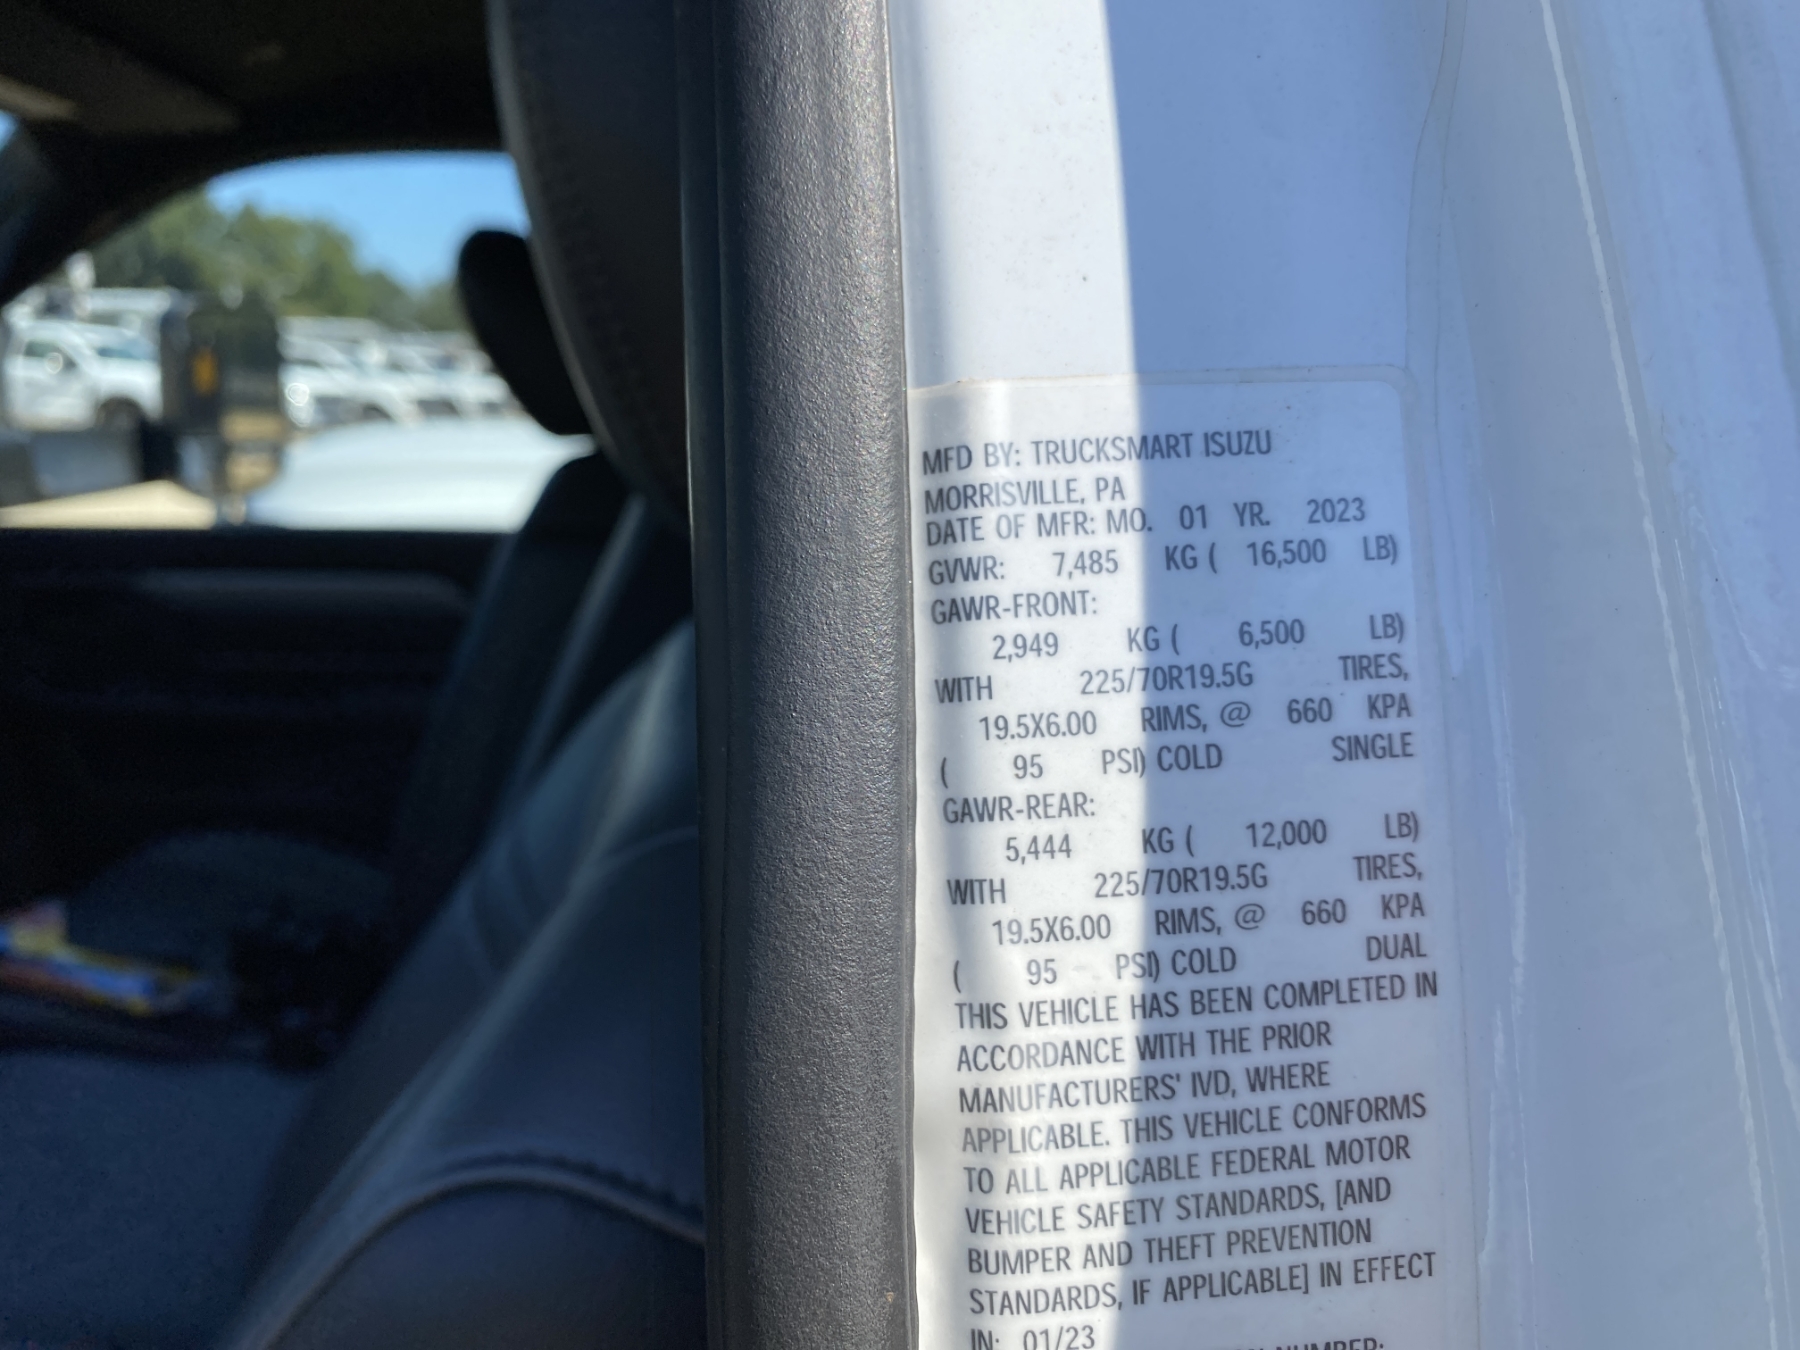 MFD BY: TRUCKSMART ISUZU
MORRISVILLE, PA
DATE OF MFR: MO. 01 YR. 2023
GVWR: 7,485 KG ( 16,500 LB)
GAWR-FRONT:
2,949 KG ( 6,500 LB)
WITH 225/70R19.5G TIRES,
19.5X6.00 RIMS, @ 660 KPA
( 95 PSI) COLD SINGLE
GAWR-REAR:
5,444 KG ( 12,000 LB)
WITH 225/70R19.5G TIRES,
19.5X6.00 RIMS, @ 660 KPA
( 95 PSI) COLD DUAL
THIS VEHICLE HAS BEEN COMPLETED IN
ACCORDANCE WITH THE PRIOR
MANUFACTURERS' IVD, WHERE
APPLICABLE. THIS VEHICLE CONFORMS
TO ALL APPLICABLE FEDERAL MOTOR
VEHICLE SAFETY STANDARDS, [AND
BUMPER AND THEFT PREVENTION
STANDARDS, IF APPLICABLE] IN EFFECT
IN: 01/23
NUMBER: